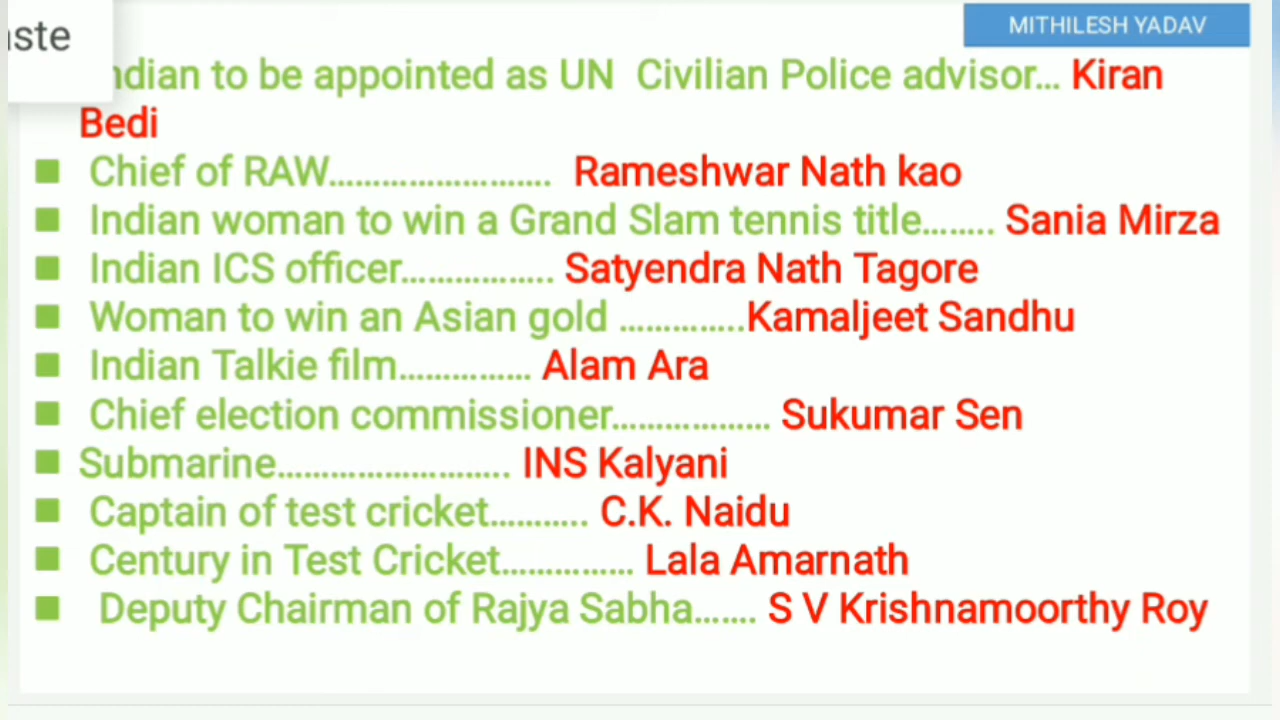 MITHILESH YADAV
Indian to be appointed as UN Civilian Police advisor... Kiran
Bedi
Chief of RAW......................... Rameshwar Nath kao
Indian woman to win a Grand Slam tennis title........ Sania Mirza
Indian ICS officer.................. Satyendra Nath Tagore
Woman to win an Asian gold ..............Kamaljeet Sandhu
Indian Talkie film............... Alam Ara
Chief election commissioner.................. Sukumar Sen
Submarine.......................... INS Kalyani
Captain of test cricket........... C.K. Naidu
Century in Test Cricket............... Lala Amarnath
Deputy Chairman of Rajya Sabha....... S V Krishnamoorthy Roy